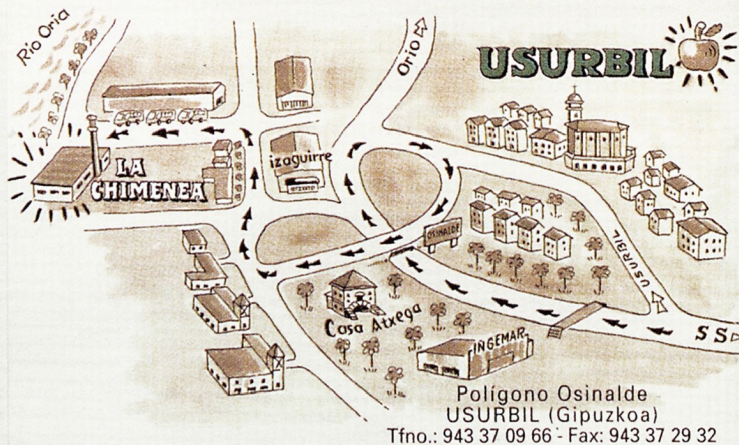 Río Oria
Orio
USURBIL
LA
CHIMENEA
izaguirre
OSINALDE
USURBIL
Casa Atxega
INGEMAR
SS
Polígono Osinalde
USURBIL (Gipuzkoa)
Tfno.: 943 37 09 66 - Fax: 943 37 29 32